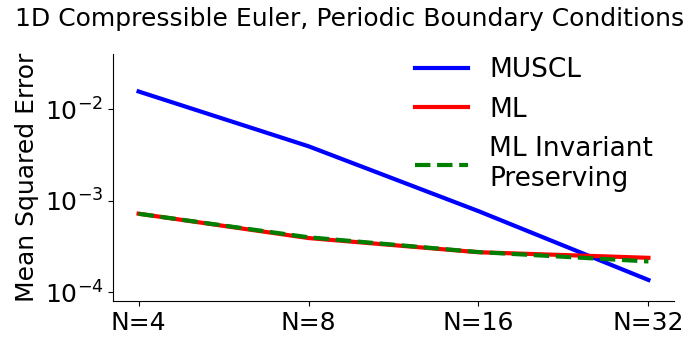 1D Compressible Euler, Periodic Boundary Conditions
Mean Squared Error
10⁻²
10⁻³
10⁻⁴
MUSCL
ML
ML Invariant
Preserving
N=4 N=8 N=16 N=32